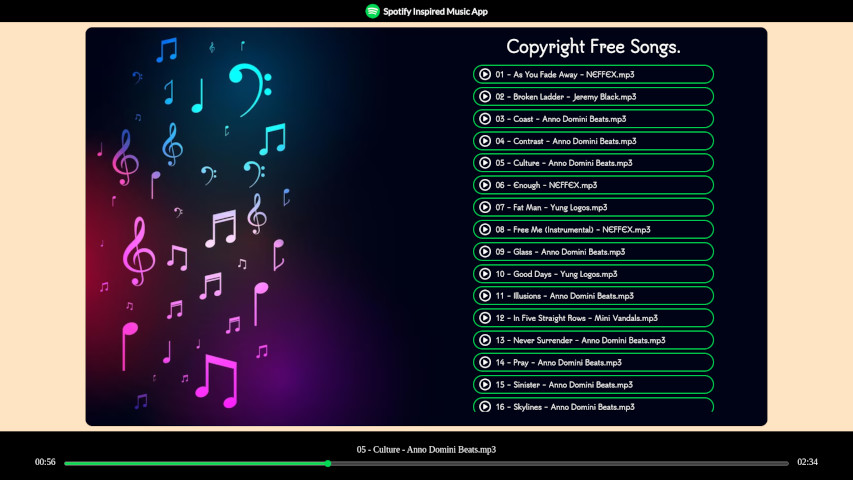 Spotify Inspired Music App
Copyright Free Songs.
01 - As You Fade Away - NEFFEX.mp3
02 - Broken Ladder - Jeremy Black.mp3
03 - Coast - Anno Domini Beats.mp3
04 - Contrast - Anno Domini Beats.mp3
05 - Culture - Anno Domini Beats.mp3
06 - Enough - NEFFEX.mp3
07 - Fat Man - Yung Logos.mp3
08 - Free Me (Instrumental) - NEFFEX.mp3
09 - Glass - Anno Domini Beats.mp3
10 - Good Days - Yung Logos.mp3
11 - Illusions - Anno Domini Beats.mp3
12 - In Five Straight Rows - Mini Vandals.mp3
13 - Never Surrender - Anno Domini Beats.mp3
14 - Pray - Anno Domini Beats.mp3
15 - Sinister - Anno Domini Beats.mp3
16 - Skylines - Anno Domini Beats.mp3
05 - Culture - Anno Domini Beats.mp3
00:56
02:34